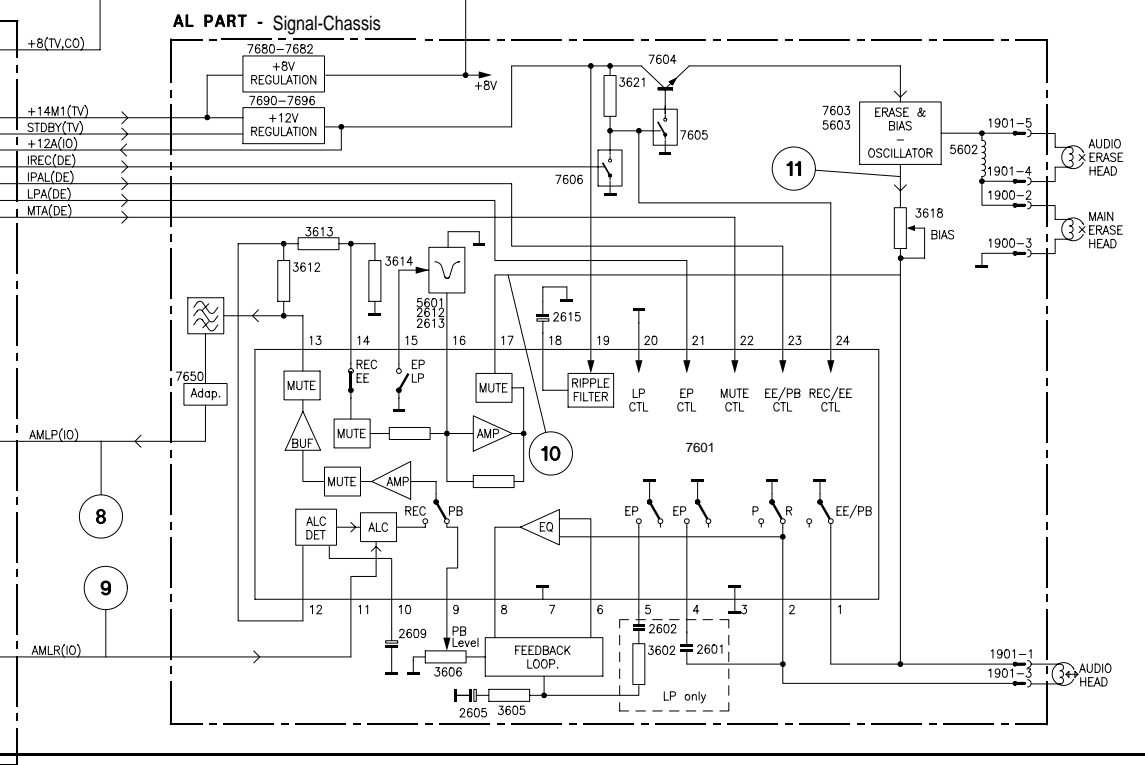 AL PART - Signal-Chassis
+8(TV,CO)
7680-7682
+8V
REGULATION
+8V
7604
3621
7690-7696
+12V
REGULATION
+14M1(TV)
STDBY(TV)
+12A(IO)
IREC(DE)
IPAL(DE)
LPA(DE)
MTA(DE)
7605
7606
7603
5603
ERASE &
BIAS
-
OSCILLATOR
11
5602
1901-5
1901-4
1900-2
1900-3
AUDIO
ERASE
HEAD
MAIN
ERASE
HEAD
3618
BIAS
3613
3612
3614
5601
2612
2613
2615
13
14
15
16
17
18
19
20
21
22
23
24
7650
Adap.
MUTE
REC
EE
EP
LP
MUTE
RIPPLE
FILTER
LP
CTL
EP
CTL
MUTE
CTL
EE/PB
CTL
REC/EE
CTL
BUF
MUTE
AMP
7601
10
AMLP(IO)
8
MUTE
AMP
REC
PB
ALC
DET
ALC
EQ
EP
EP
P
R
EE/PB
9
12
11
10
9
8
7
6
5
4
3
2
1
AMLR(IO)
2609
PB
Level
3606
FEEDBACK
LOOP.
2602
3602
2601
LP only
2605
3605
1901-1
1901-3
AUDIO
HEAD